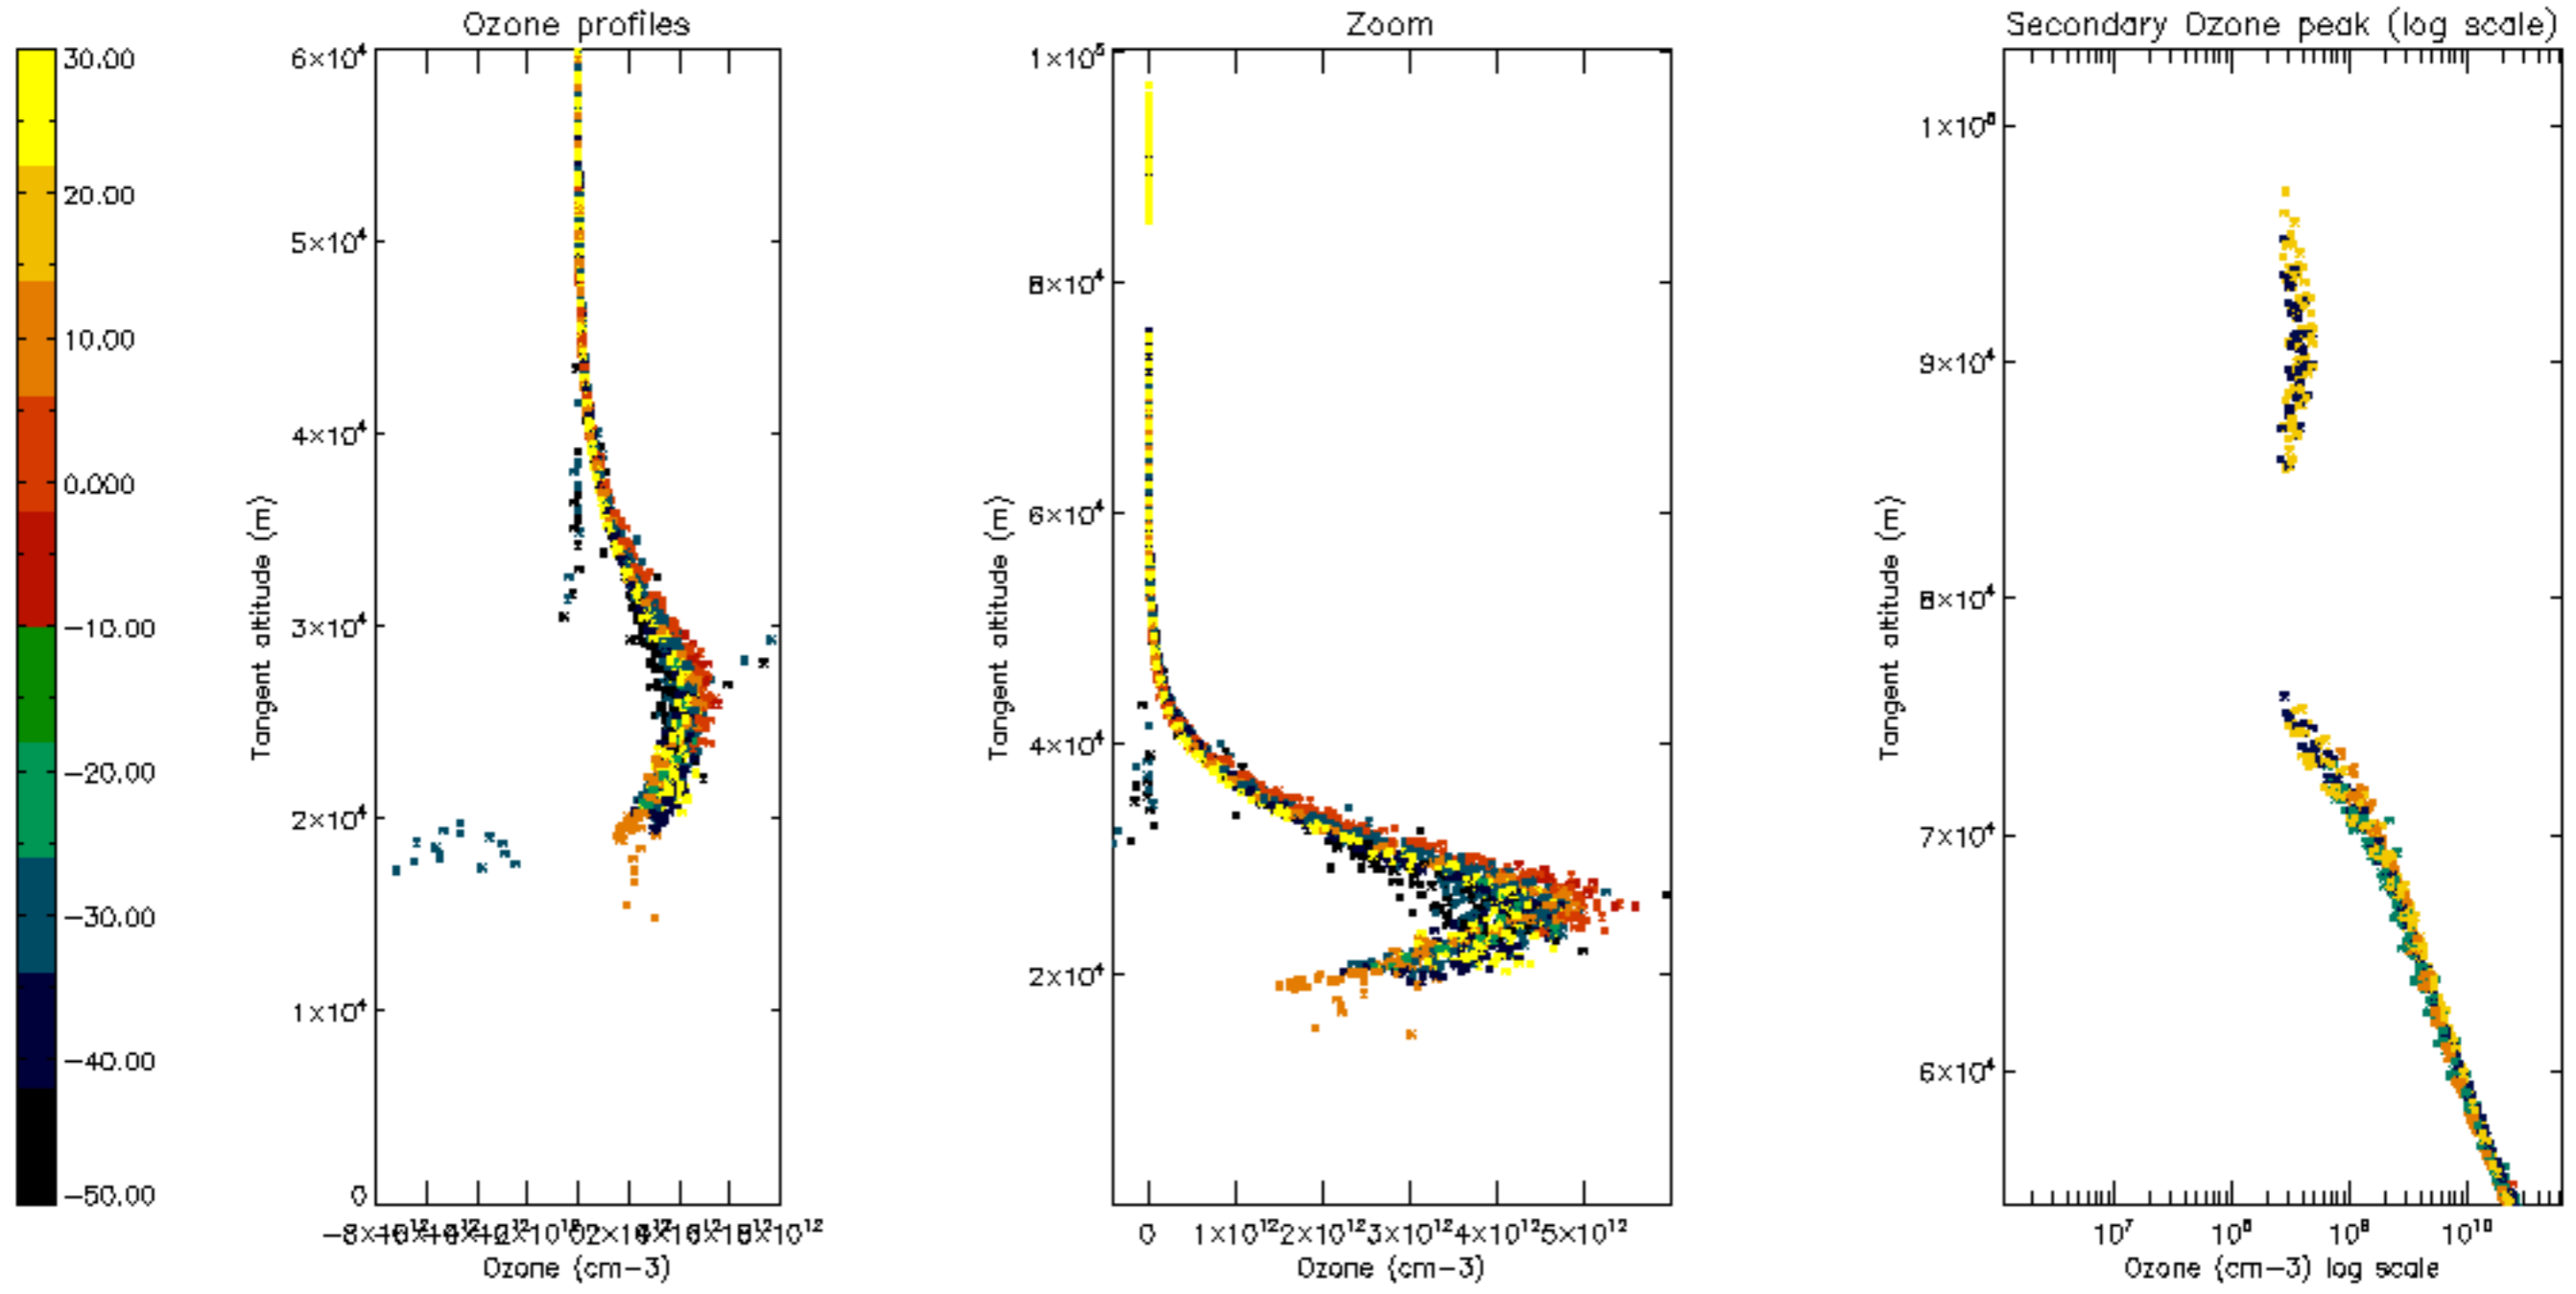 Ozone profiles
Zoom
Secondary Ozone peak (log scale)
30.00
20.00
10.00
0.000
−10.00
−20.00
−30.00
−40.00
−50.00
6×10⁴
5×10⁴
4×10⁴
3×10⁴
2×10⁴
1×10⁴
0
Tangent altitude (m)
Ozone (cm−3)
1×10⁵
8×10⁴
6×10⁴
4×10⁴
2×10⁴
Tangent altitude (m)
0 1×10¹² 2×10¹² 3×10¹² 4×10¹² 5×10¹²
Ozone (cm−3)
1×10⁵
9×10⁴
8×10⁴
7×10⁴
6×10⁴
Tangent altitude (m)
10⁷ 10⁸ 10⁹ 10¹⁰
Ozone (cm−3) log scale